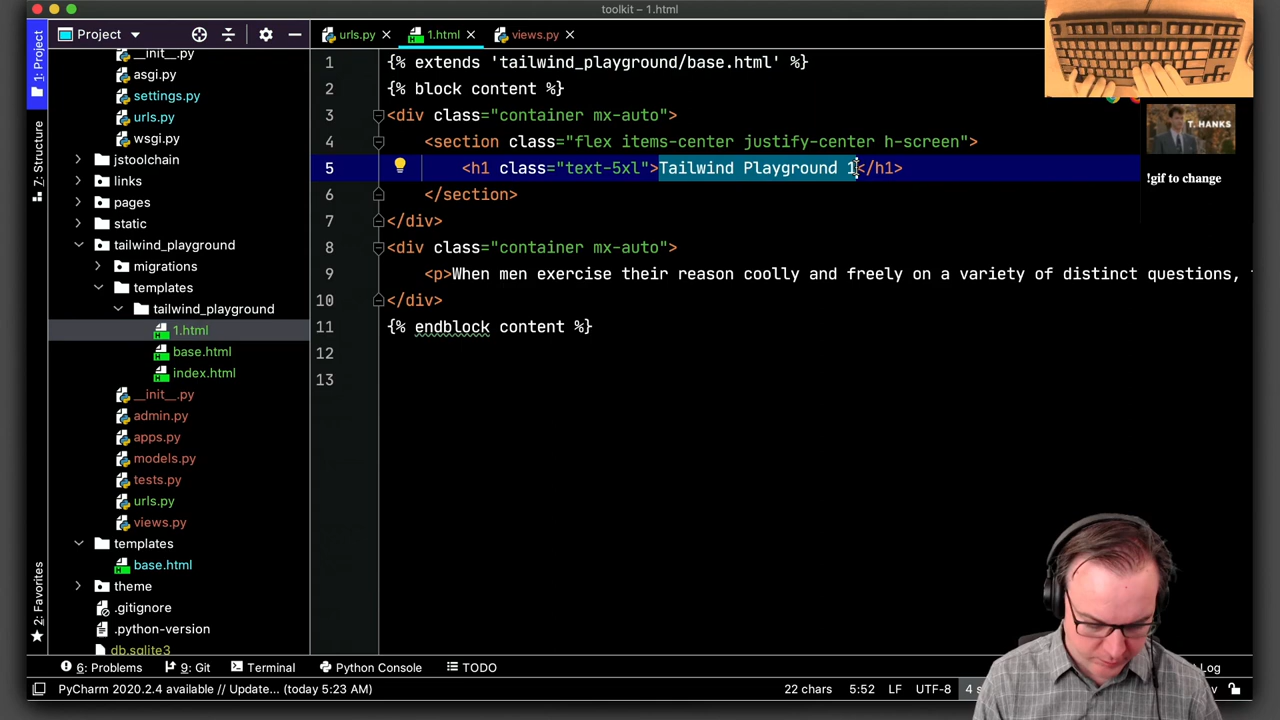 toolkit – 1.html
Project
urls.py
1.html
views.py
1: Project
7: Structure
2: Favorites
__init__.py
asgi.py
settings.py
urls.py
wsgi.py
jstoolchain
links
pages
static
tailwind_playground
migrations
templates
tailwind_playground
1.html
base.html
index.html
__init__.py
admin.py
apps.py
models.py
tests.py
urls.py
views.py
templates
base.html
theme
.gitignore
.python-version
db.sqlite3
1 {% extends 'tailwind_playground/base.html' %}
2 {% block content %}
3 <div class="container mx-auto">
4 <section class="flex items-center justify-center h-screen">
5 <h1 class="text-5xl">Tailwind Playground 1</h1>
6 </section>
7 </div>
8 <div class="container mx-auto">
9 <p>When men exercise their reason coolly and freely on a variety of distinct questions,
10 </div>
11 {% endblock content %}
12
13
T. HANKS
!gif to change
6: Problems
9: Git
Terminal
Python Console
TODO
Log
PyCharm 2020.2.4 available // Update... (today 5:23 AM)
22 chars
5:52
LF
UTF-8
4 s